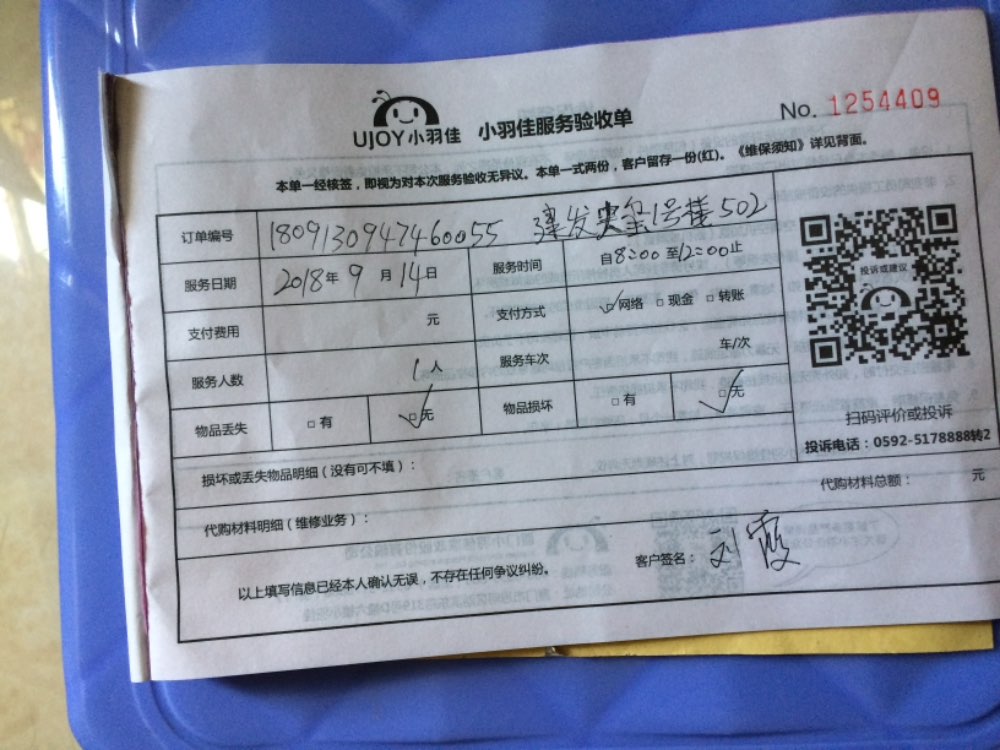 UJOY小羽佳 小羽佳服务验收单 No. 1254409
本单一经核签，即视为对本次服务验收无异议。本单一式两份，客户留存一份(红)。《维保须知》详见背面。
订单编号 1809130947460055 建发央玺1号楼502
服务日期 2018年9月14日 服务时间 自8:00至12:00止
支付费用 元 支付方式 ☑网络 □现金 □转账
服务人数 1人 服务车次 车/次
物品丢失 □有 ☑无 物品损坏 □有 ☑无
投诉或建议
扫码评价或投诉
投诉电话：0592-5178888转2
损坏或丢失物品明细（没有可不填）：
代购材料明细（维修业务）： 代购材料总额： 元
以上填写信息已经本人确认无误，不存在任何争议纠纷。 客户签名：刘霞